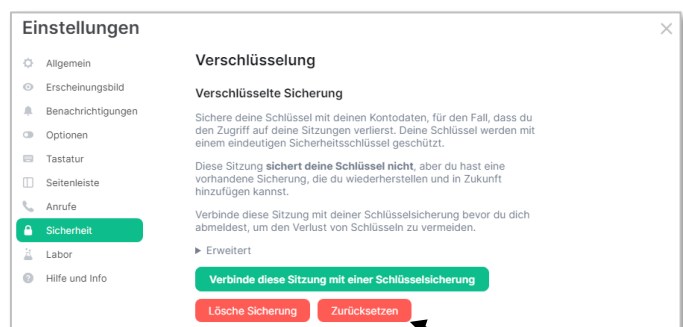 Einstellungen
Allgemein
Erscheinungsbild
Benachrichtigungen
Optionen
Tastatur
Seitenleiste
Anrufe
Sicherheit
Labor
Hilfe und Info
Verschlüsselung
Verschlüsselte Sicherung
Sichere deine Schlüssel mit deinen Kontodaten, für den Fall, dass du
den Zugriff auf deine Sitzungen verlierst. Deine Schlüssel werden mit
einem eindeutigen Sicherheitsschlüssel geschützt.
Diese Sitzung sichert deine Schlüssel nicht, aber du hast eine
vorhandene Sicherung, die du wiederherstellen und in Zukunft
hinzufügen kannst.
Verbinde diese Sitzung mit deiner Schlüsselsicherung bevor du dich
abmeldest, um den Verlust von Schlüsseln zu vermeiden.
Erweitert
Verbinde diese Sitzung mit einer Schlüsselsicherung
Lösche Sicherung Zurücksetzen